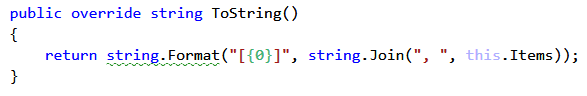 public override string ToString()
{
    return string.Format("[{0}]", string.Join(", ", this.Items));
}